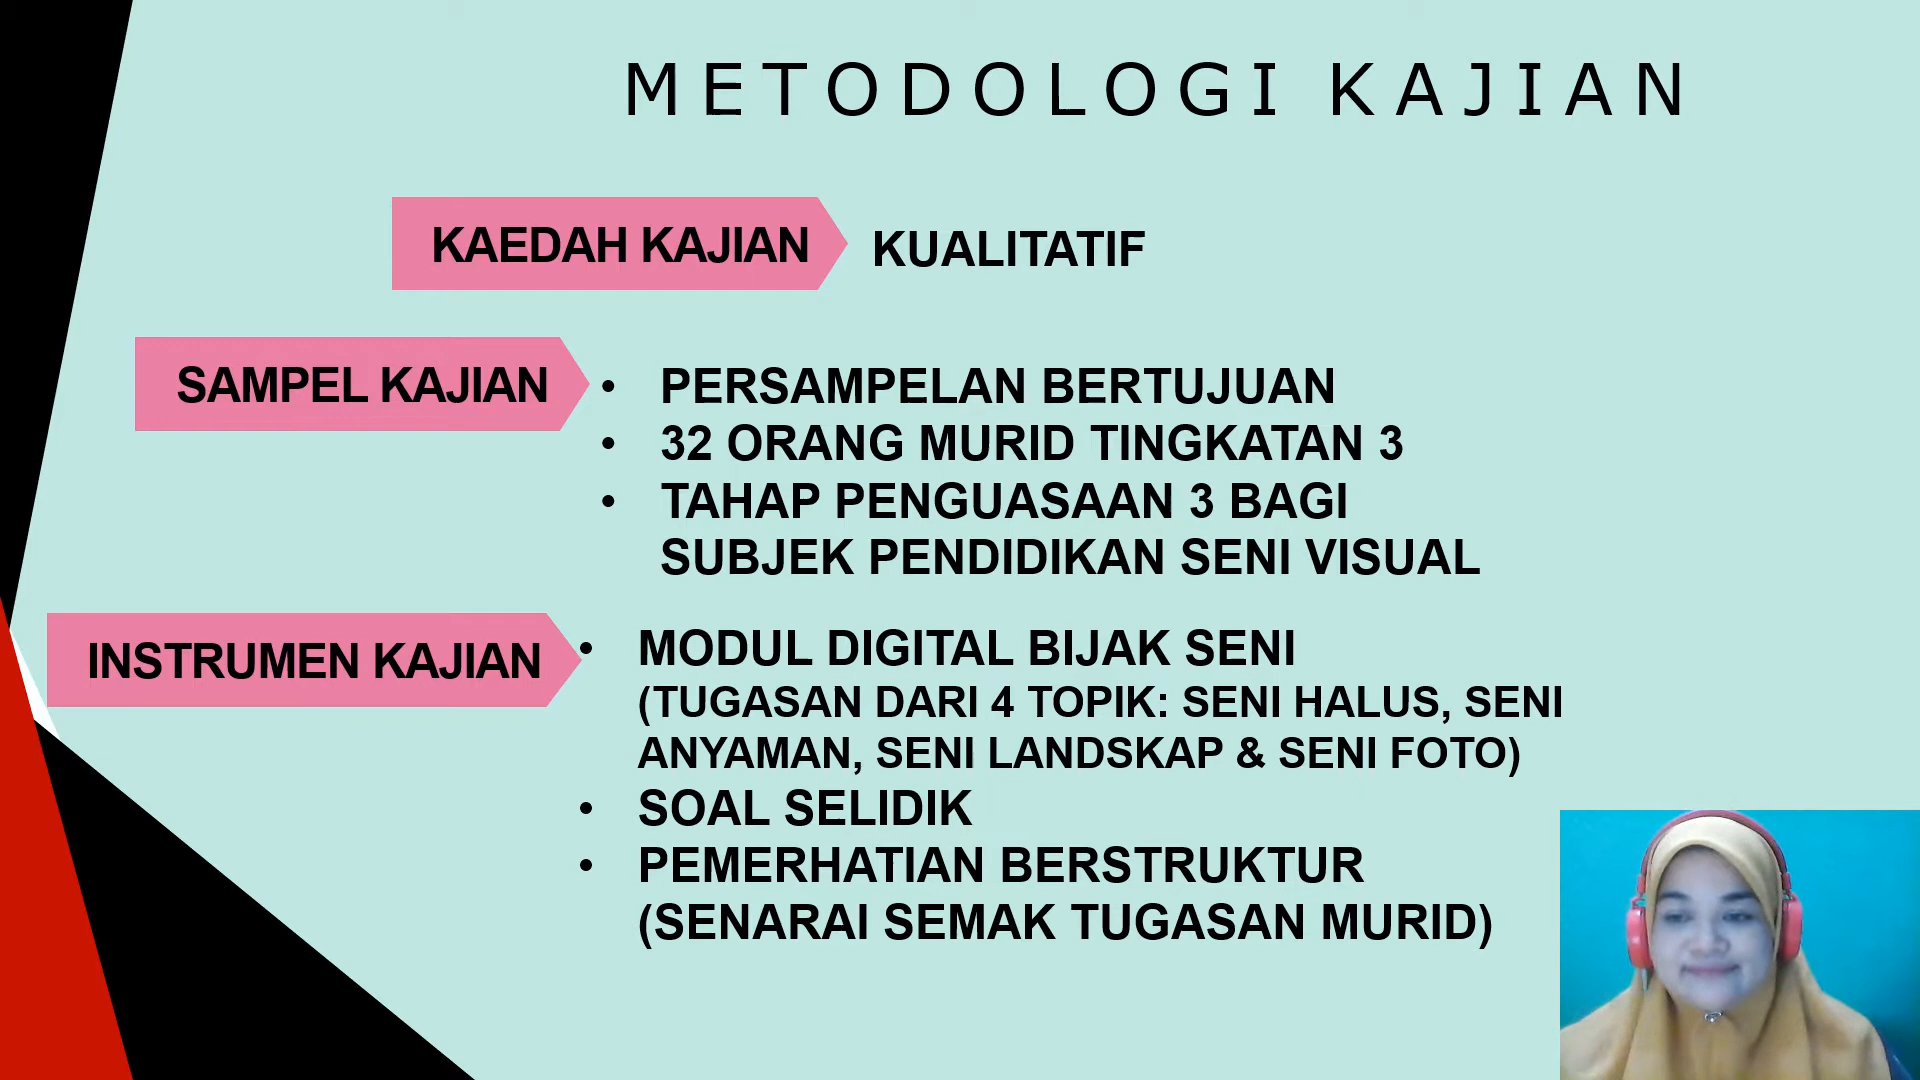 METODOLOGI KAJIAN
KAEDAH KAJIAN
KUALITATIF
SAMPEL KAJIAN
• PERSAMPELAN BERTUJUAN
• 32 ORANG MURID TINGKATAN 3
• TAHAP PENGUASAAN 3 BAGI
SUBJEK PENDIDIKAN SENI VISUAL
INSTRUMEN KAJIAN
• MODUL DIGITAL BIJAK SENI
(TUGASAN DARI 4 TOPIK: SENI HALUS, SENI
ANYAMAN, SENI LANDSKAP & SENI FOTO)
• SOAL SELIDIK
• PEMERHATIAN BERSTRUKTUR
(SENARAI SEMAK TUGASAN MURID)